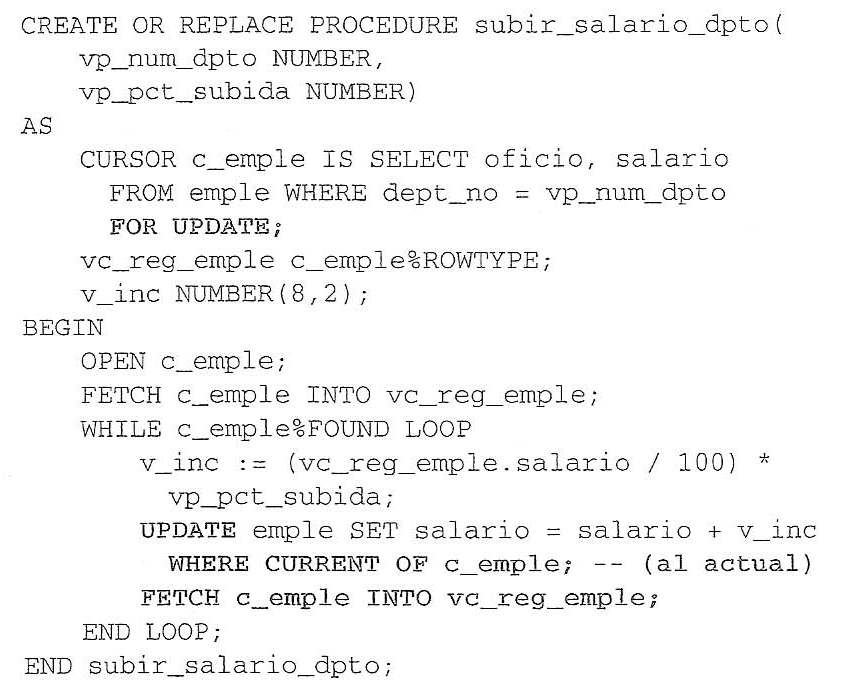 CREATE OR REPLACE PROCEDURE subir_salario_dpto(
vp_num_dpto NUMBER,
vp_pct_subida NUMBER)
AS
CURSOR c_emple IS SELECT oficio, salario
FROM emple WHERE dept_no = vp_num_dpto
FOR UPDATE;
vc_reg_emple c_emple%ROWTYPE;
v_inc NUMBER(8,2);
BEGIN
OPEN c_emple;
FETCH c_emple INTO vc_reg_emple;
WHILE c_emple%FOUND LOOP
v_inc := (vc_reg_emple.salario / 100) *
vp_pct_subida;
UPDATE emple SET salario = salario + v_inc
WHERE CURRENT OF c_emple; -- (al actual)
FETCH c_emple INTO vc_reg_emple;
END LOOP;
END subir_salario_dpto;